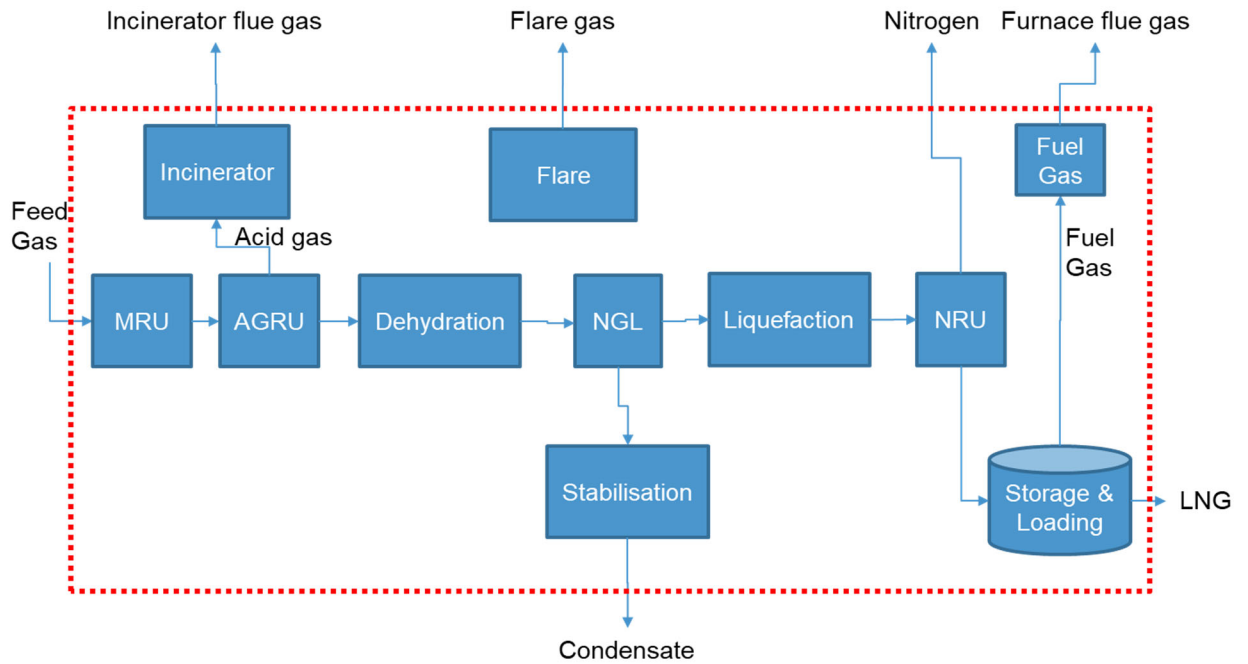 Incinerator flue gas
Flare gas
Nitrogen
Furnace flue gas
Incinerator
Flare
Fuel
Gas
Feed
Gas
Acid gas
Fuel
Gas
MRU
AGRU
Dehydration
NGL
Liquefaction
NRU
Stabilisation
Storage &
Loading
LNG
Condensate